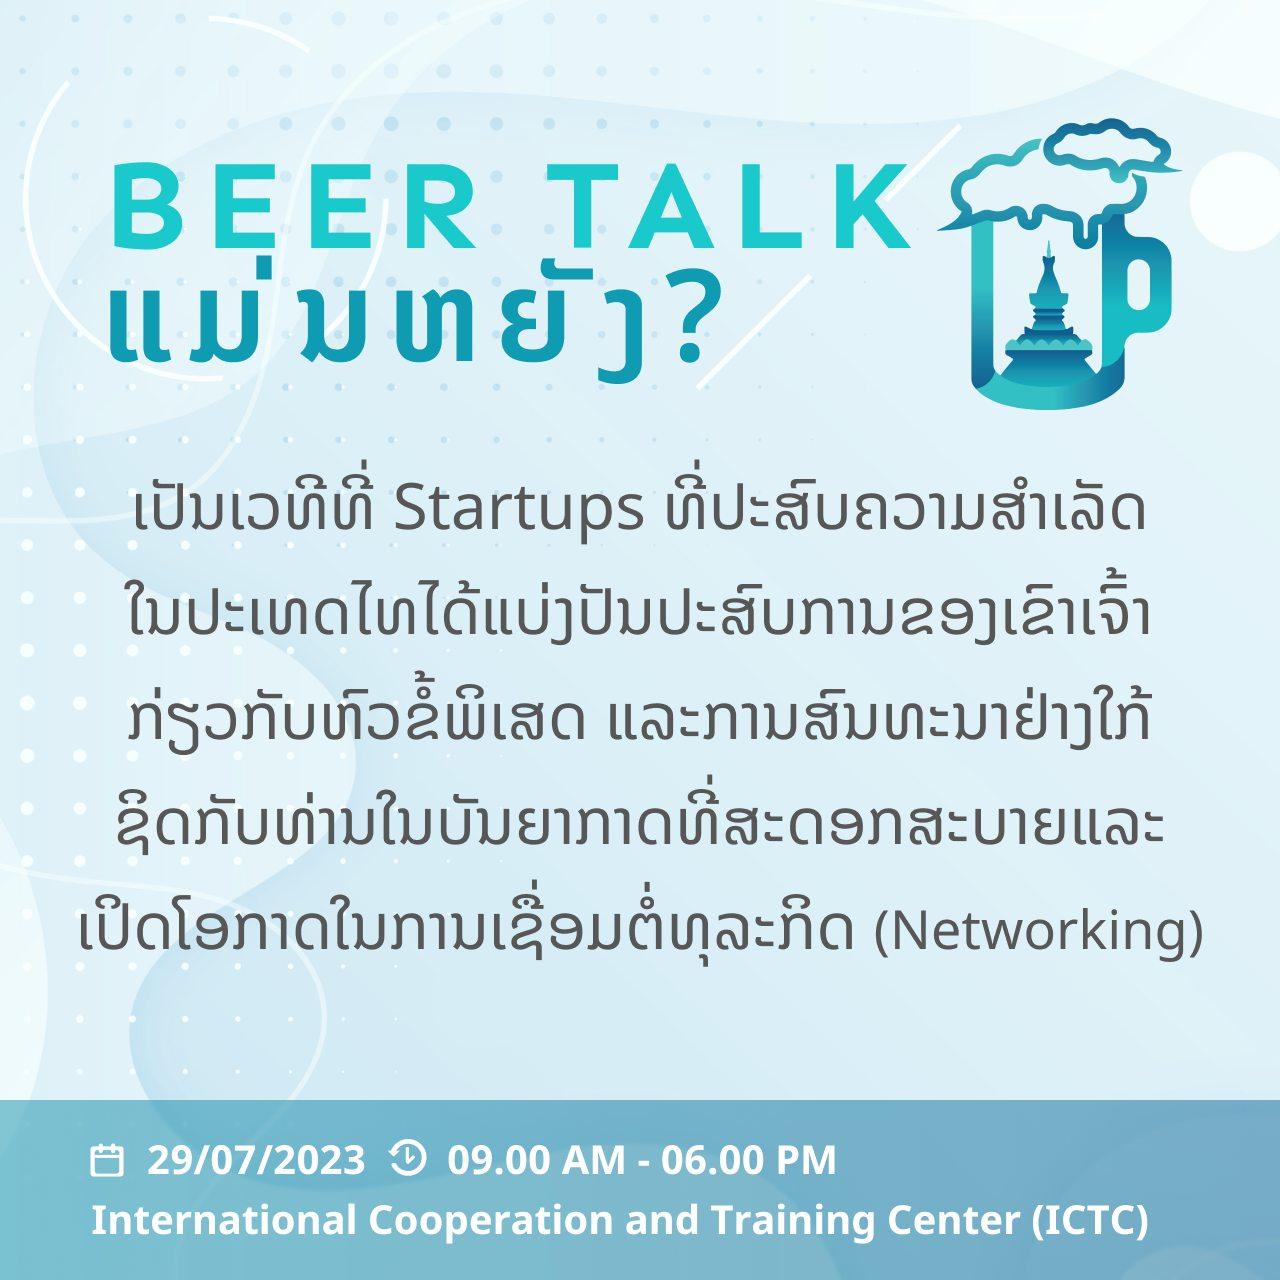 BEER TALK
ແມ່ນຫຍັງ?
ເປັນເວທີທີ່ Startups ທີ່ປະສົບຄວາມສຳເລັດ
ໃນປະເທດໄທໄດ້ແບ່ງປັນປະສົບການຂອງເຂົາເຈົ້າ
ກ່ຽວກັບຫົວຂໍ້ພິເສດ ແລະການສົນທະນາຢ່າງໃກ້
ຊິດກັບທ່ານໃນບັນຍາກາດທີ່ສະດອກສະບາຍແລະ
ເປີດໂອກາດໃນການເຊື່ອມຕໍ່ທຸລະກິດ (Networking)
29/07/2023 09.00 AM - 06.00 PM
International Cooperation and Training Center (ICTC)